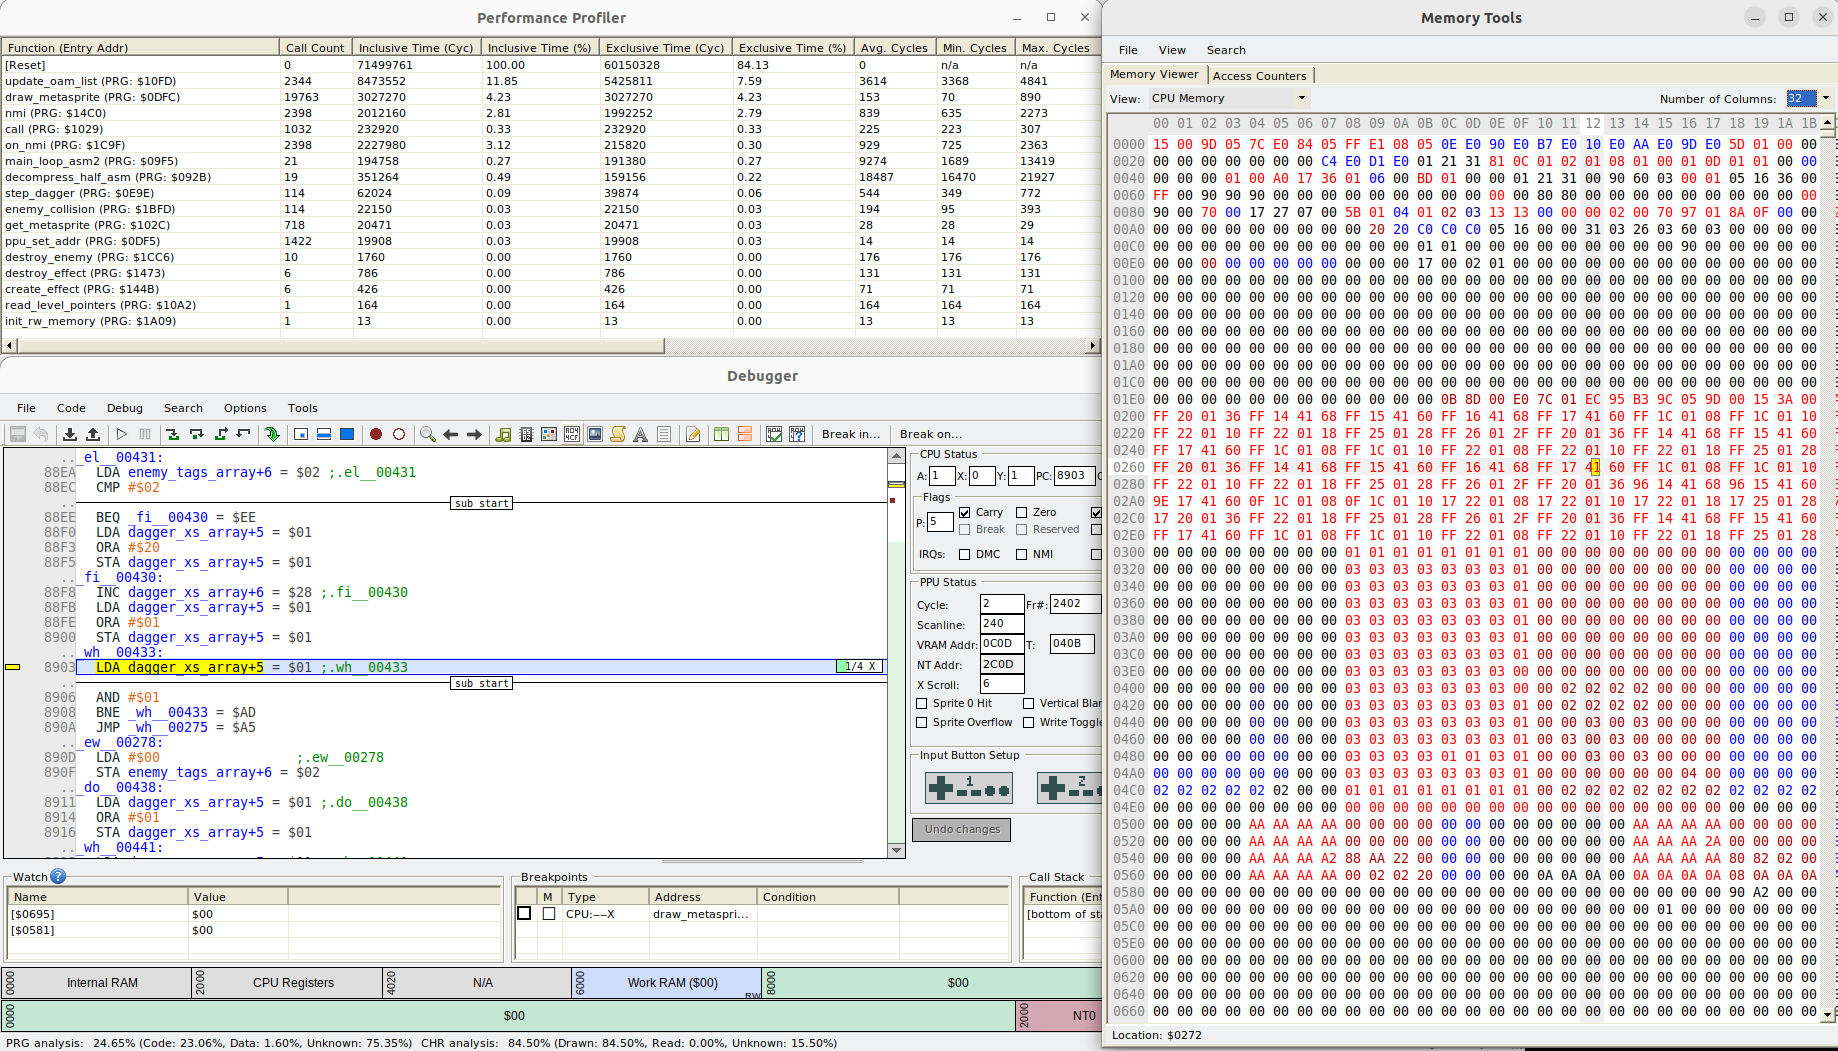 Performance Profiler
Function (Entry Addr) Call Count Inclusive Time (Cyc) Inclusive Time (%) Exclusive Time (Cyc) Exclusive Time (%) Avg. Cycles Min. Cycles Max. Cycles
[Reset] 0 71499761 100.00 60150328 84.13 0 n/a n/a
update_oam_list (PRG: $10FD) 2344 8473552 11.85 5425811 7.59 3614 3368 4841
draw_metasprite (PRG: $0DFC) 19763 3027270 4.23 3027270 4.23 153 70 890
nmi (PRG: $14C0) 2398 2012160 2.81 1992252 2.79 839 635 2273
call (PRG: $1029) 1032 232920 0.33 232920 0.33 225 223 307
on_nmi (PRG: $1C9F) 2398 2227980 3.12 215820 0.30 929 725 2363
main_loop_asm2 (PRG: $09F5) 21 194758 0.27 191380 0.27 9274 1689 13419
decompress_half_asm (PRG: $092B) 19 351264 0.49 159156 0.22 18487 16470 21927
step_dagger (PRG: $0E9E) 114 62024 0.09 39874 0.06 544 349 772
enemy_collision (PRG: $1BFD) 114 22150 0.03 22150 0.03 194 95 393
get_metasprite (PRG: $102C) 718 20471 0.03 20471 0.03 28 28 29
ppu_set_addr (PRG: $0DF5) 1422 19908 0.03 19908 0.03 14 14 14
destroy_enemy (PRG: $1CC6) 10 1760 0.00 1760 0.00 176 176 176
destroy_effect (PRG: $1473) 6 786 0.00 786 0.00 131 131 131
create_effect (PRG: $144B) 6 426 0.00 426 0.00 71 71 71
read_level_pointers (PRG: $10A2) 1 164 0.00 164 0.00 164 164 164
init_rw_memory (PRG: $1A09) 1 13 0.00 13 0.00 13 13 13
Debugger
File Code Debug Search Options Tools
Break in... Break on...
_el__00431:
88EA LDA enemy_tags_array+6 = $02 ;.el__00431
88EC CMP #$02
sub start
88EE BEQ _fi__00430 = $EE
88F0 LDA dagger_xs_array+5 = $01
88F3 ORA #$20
88F5 STA dagger_xs_array+5 = $01
_fi__00430:
88F8 INC dagger_xs_array+6 = $28 ;.fi__00430
88FB LDA dagger_xs_array+5 = $01
88FE ORA #$01
8900 STA dagger_xs_array+5 = $01
_wh__00433:
8903 LDA dagger_xs_array+5 = $01 ;.wh__00433 1/4 X
sub start
8906 AND #$01
8908 BNE _wh__00433 = $AD
890A JMP _wh__00275 = $A5
_ew__00278:
890D LDA #$00 ;.ew__00278
890F STA enemy_tags_array+6 = $02
_do__00438:
8911 LDA dagger_xs_array+5 = $01 ;.do__00438
8914 ORA #$01
8916 STA dagger_xs_array+5 = $01
_wh__00441:
CPU Status
A: 1 X: 0 Y: 1 PC: 8903
Flags
P: 5 Carry Zero
Break Reserved
IRQs: DMC NMI
PPU Status
Cycle: 2 Fr#: 2402
Scanline: 240
VRAM Addr: 0C0D T: 040B
NT Addr: 2C0D
X Scroll: 6
Sprite 0 Hit Vertical Blan
Sprite Overflow Write Toggle
Input Button Setup
1 2
Undo changes
Watch ?
Name Value
[$0695] $00
[$0581] $00
Breakpoints
M Type Address Condition
CPU:--X draw_metaspri...
Call Stack
Function (Ent
[bottom of sta
0000 Internal RAM 2000 CPU Registers 4020 N/A 6000 Work RAM ($00) RW 8000 $00
0000 $00 2000 NT0
PRG analysis: 24.65% (Code: 23.06%, Data: 1.60%, Unknown: 75.35%) CHR analysis: 84.50% (Drawn: 84.50%, Read: 0.00%, Unknown: 15.50%)
Memory Tools
File View Search
Memory Viewer Access Counters
View: CPU Memory Number of Columns: 32
00 01 02 03 04 05 06 07 08 09 0A 0B 0C 0D 0E 0F 10 11 12 13 14 15 16 17 18 19 1A 1B
0000 15 00 9D 05 7C E0 84 05 FF E1 08 05 0E E0 90 E0 B7 E0 10 E0 AA E0 9D E0 5D 01 00 00
0020 00 00 00 00 00 00 00 C4 E0 D1 E0 01 21 31 81 0C 01 02 01 08 01 00 01 0D 01 01 00 00
0040 00 00 00 01 00 A0 17 36 01 06 00 BD 01 00 00 01 21 31 00 90 60 03 00 01 05 16 36 00
0060 FF 00 90 90 90 00 00 00 00 00 00 00 00 00 00 00 80 80 00 00 00 00 00 00 00 00 00 00
0080 90 00 70 00 17 27 07 00 5B 01 04 01 02 03 13 13 00 00 00 02 00 70 97 01 8A 0F 00 00
00A0 00 00 00 00 00 00 00 00 00 20 20 C0 C0 C0 05 16 00 00 31 03 26 03 60 03 00 00 00 00
00C0 00 00 00 00 00 00 00 00 00 00 00 01 01 00 00 00 00 00 00 00 00 00 90 00 00 00 00 00
00E0 00 00 00 00 00 00 00 00 00 00 00 17 00 02 01 00 00 00 00 00 00 00 00 00 00 00 00 00
0100 00 00 00 00 00 00 00 00 00 00 00 00 00 00 00 00 00 00 00 00 00 00 00 00 00 00 00 00
0120 00 00 00 00 00 00 00 00 00 00 00 00 00 00 00 00 00 00 00 00 00 00 00 00 00 00 00 00
0140 00 00 00 00 00 00 00 00 00 00 00 00 00 00 00 00 00 00 00 00 00 00 00 00 00 00 00 00
0160 00 00 00 00 00 00 00 00 00 00 00 00 00 00 00 00 00 00 00 00 00 00 00 00 00 00 00 00
0180 00 00 00 00 00 00 00 00 00 00 00 00 00 00 00 00 00 00 00 00 00 00 00 00 00 00 00 00
01A0 00 00 00 00 00 00 00 00 00 00 00 00 00 00 00 00 00 00 00 00 00 00 00 00 00 00 00 00
01C0 00 00 00 00 00 00 00 00 00 00 00 00 00 00 00 00 00 00 00 00 00 00 00 00 00 00 00 00
01E0 00 00 00 00 00 00 00 00 00 00 00 00 0B 8D 00 E0 7C 01 EC 95 B3 9C 05 9D 00 15 3A 00
0200 FF 20 01 36 FF 14 41 68 FF 15 41 60 FF 16 41 68 FF 17 41 60 FF 1C 01 08 FF 1C 01 10
0220 FF 22 01 10 FF 22 01 18 FF 25 01 28 FF 26 01 2F FF 20 01 36 FF 14 41 68 FF 15 41 60
0240 FF 17 41 60 FF 1C 01 08 FF 1C 01 10 FF 22 01 08 FF 22 01 10 FF 22 01 18 FF 25 01 28
0260 FF 20 01 36 FF 14 41 68 FF 15 41 60 FF 16 41 68 FF 17 41 60 FF 1C 01 08 FF 1C 01 10
0280 FF 22 01 10 FF 22 01 18 FF 25 01 28 FF 26 01 2F FF 20 01 36 96 14 41 68 96 15 41 60
02A0 9E 17 41 60 0F 1C 01 08 0F 1C 01 10 17 22 01 08 17 22 01 10 17 22 01 18 17 25 01 28
02C0 17 20 01 36 FF 22 01 18 FF 25 01 28 FF 26 01 2F FF 20 01 36 FF 14 41 68 FF 15 41 60
02E0 FF 17 41 60 FF 1C 01 08 FF 1C 01 10 FF 22 01 08 FF 22 01 10 FF 22 01 18 FF 25 01 28
0300 00 00 00 00 00 00 00 00 01 01 01 01 01 01 01 01 00 00 00 00 00 00 00 00 00 00 00 00
0320 00 00 00 00 00 00 00 00 03 03 03 03 03 03 03 01 00 00 00 00 00 00 00 00 00 00 00 00
0340 00 00 00 00 00 00 00 00 03 03 03 03 03 03 03 01 00 00 00 00 00 00 00 00 00 00 00 00
0360 00 00 00 00 00 00 00 00 03 03 03 03 03 03 03 01 00 00 00 00 00 00 00 00 00 00 00 00
0380 00 00 00 00 00 00 00 00 03 03 03 03 03 03 03 01 00 00 00 00 00 00 00 00 00 00 00 00
03A0 00 00 00 00 00 00 00 00 03 03 03 03 03 03 03 01 00 00 00 00 00 00 00 00 00 00 00 00
03C0 00 00 00 00 00 00 00 00 03 03 03 03 03 03 03 01 00 00 00 00 00 00 00 00 00 00 00 00
03E0 00 00 00 00 00 00 00 00 03 03 03 03 03 03 03 01 00 00 00 00 00 00 00 00 00 00 00 00
0400 00 00 00 00 00 00 00 00 03 03 03 03 03 03 03 01 00 02 02 02 02 00 00 00 00 00 00 00
0420 00 00 00 00 00 00 00 00 03 03 03 03 03 03 03 01 00 02 02 02 02 00 00 00 00 00 00 00
0440 00 00 00 00 00 00 00 00 03 03 03 03 03 03 03 01 00 00 03 00 03 00 00 00 00 00 00 00
0460 00 00 00 00 00 00 00 00 03 03 03 03 03 03 03 01 00 03 00 03 00 00 00 00 00 00 00 00
0480 00 00 00 00 00 00 00 00 03 03 03 03 01 01 03 01 00 00 03 00 03 00 00 00 00 00 00 00
04A0 00 00 00 00 00 00 00 00 03 03 03 03 03 03 03 01 00 00 00 00 00 00 04 00 00 00 00 00
04C0 02 02 02 02 02 02 00 00 01 01 01 01 01 01 01 01 00 02 02 02 02 02 02 02 02 02 02 02
04E0 00 00 00 00 00 00 00 00 00 00 00 00 00 00 00 00 00 00 00 00 00 00 00 00 00 00 00 00
0500 00 00 00 00 AA AA AA AA 00 00 00 00 00 00 00 00 00 00 00 00 AA AA AA AA 00 00 00 00
0520 00 00 00 00 AA AA AA AA 00 00 00 00 00 00 00 00 00 00 00 00 AA AA AA 2A 00 00 00 00
0540 00 00 00 00 AA AA AA A2 88 AA 22 00 00 00 00 00 00 00 00 00 AA AA AA AA 80 82 02 00
0560 00 00 00 00 AA AA AA AA 00 02 02 20 00 00 00 00 0A 0A 0A 00 0A 0A 0A 0A 08 0A 0A 0A
0580 00 00 00 00 00 00 00 00 00 00 00 00 00 00 00 00 00 00 00 00 00 00 00 00 90 A2 00 00
05A0 00 00 00 00 00 00 00 00 00 00 00 00 00 00 00 00 00 00 00 00 00 01 00 00 00 00 00 00
05C0 00 00 00 00 00 00 00 00 00 00 00 00 00 00 00 00 00 00 00 00 00 00 00 00 00 00 00 00
05E0 00 00 00 00 00 00 00 00 00 00 00 00 00 00 00 00 00 00 00 00 00 00 00 00 00 00 00 00
0600 00 00 00 00 00 00 00 00 00 00 00 00 00 00 00 00 00 00 00 00 00 00 00 00 00 00 00 00
0620 00 00 00 00 00 00 00 00 00 00 00 00 00 00 00 00 00 00 00 00 00 00 00 00 00 00 00 00
0640 00 00 00 00 00 00 00 00 00 00 00 00 00 00 00 00 00 00 00 00 00 00 00 00 00 00 00 00
0660 00 00 00 00 00 00 00 00 00 00 00 00 00 00 00 00 00 00 00 00 00 00 00 00 00 00 00 00
Location: $0272